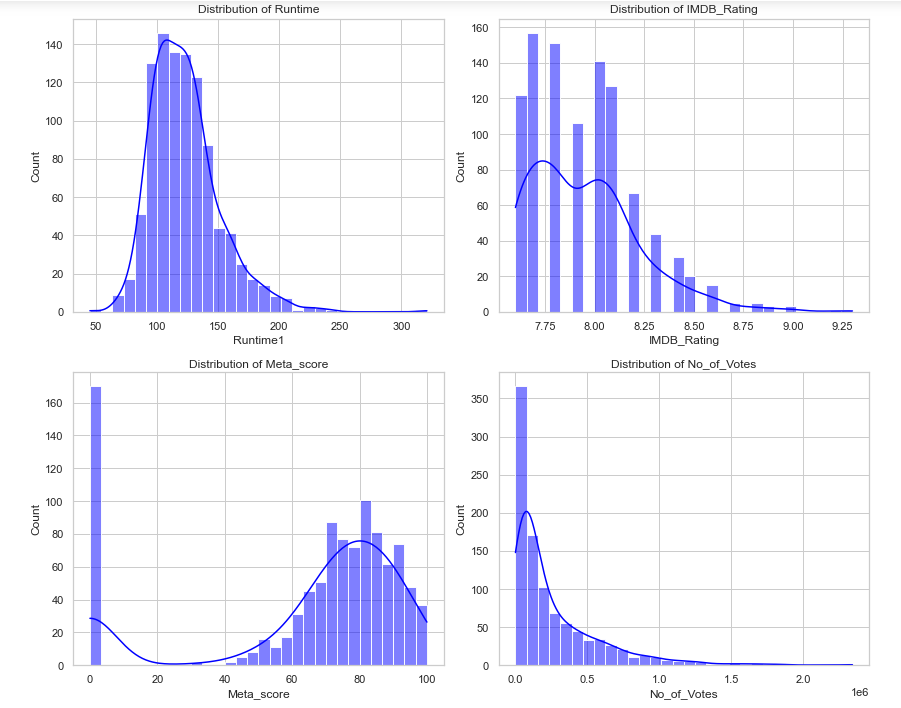 Distribution of Runtime
Count
140
120
100
80
60
40
20
0
50 100 150 200 250 300
Runtime1
Distribution of IMDB_Rating
Count
160
140
120
100
80
60
40
20
0
7.75 8.00 8.25 8.50 8.75 9.00 9.25
IMDB_Rating
Distribution of Meta_score
Count
160
140
120
100
80
60
40
20
0
0 20 40 60 80 100
Meta_score
Distribution of No_of_Votes
Count
350
300
250
200
150
100
50
0
0.0 0.5 1.0 1.5 2.0
1e6
No_of_Votes